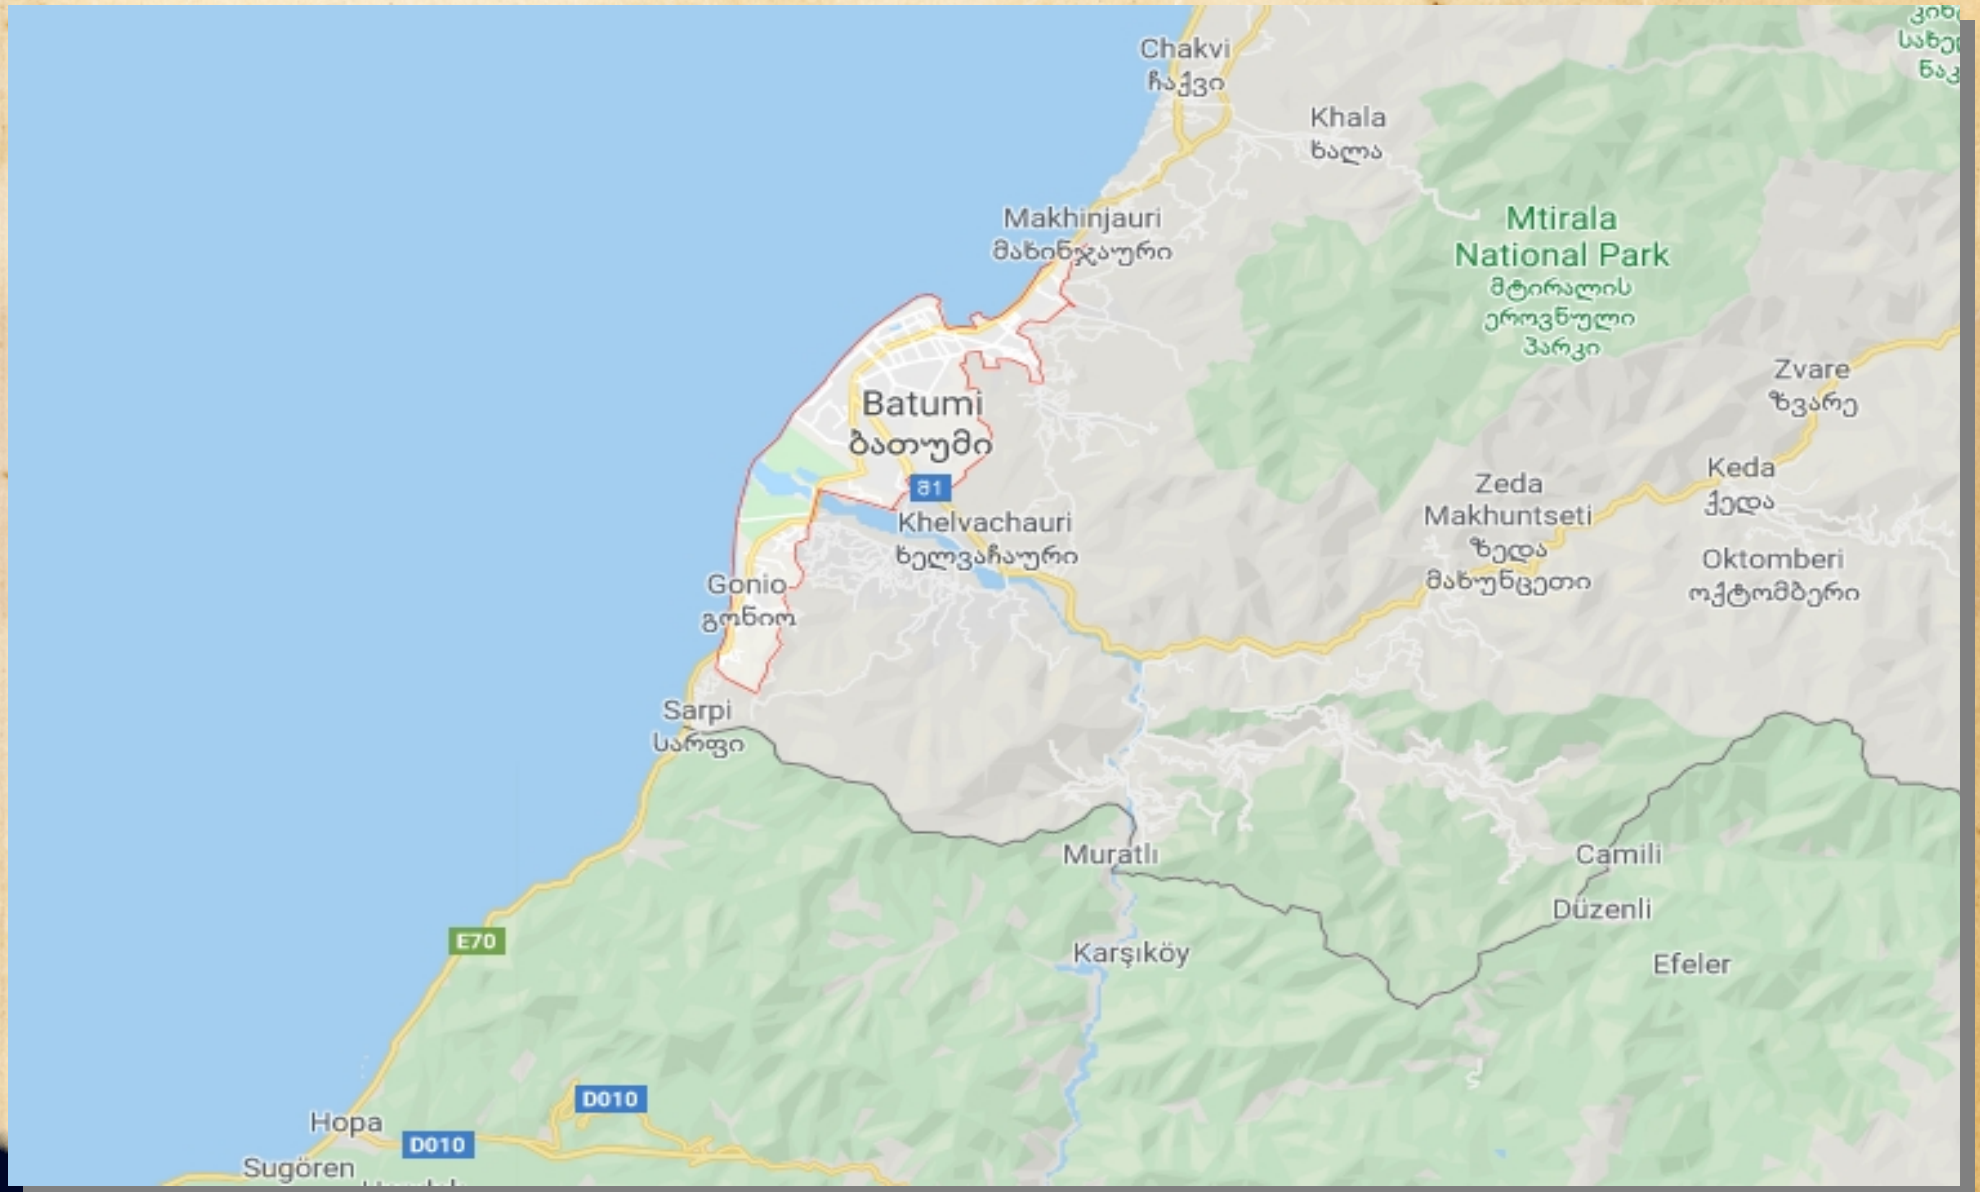 Chakvi
ჩაქვი
Khala
ხალა
Makhinjauri
მახინჯაური
Mtirala
National Park
მტირალის
ეროვნული
პარკი
Batumi
ბათუმი
შ1
Zvare
ზვარე
Keda
ქედა
Zeda
Makhuntseti
ზედა
მახუნცეთი
Khelvachauri
ხელვაჩაური
Oktomberi
ოქტომბერი
Gonio
გონიო
Sarpi
სარფი
Muratlı
Camili
Düzenli
E70
Karşıköy
Efeler
D010
Hopa
D010
Sugören